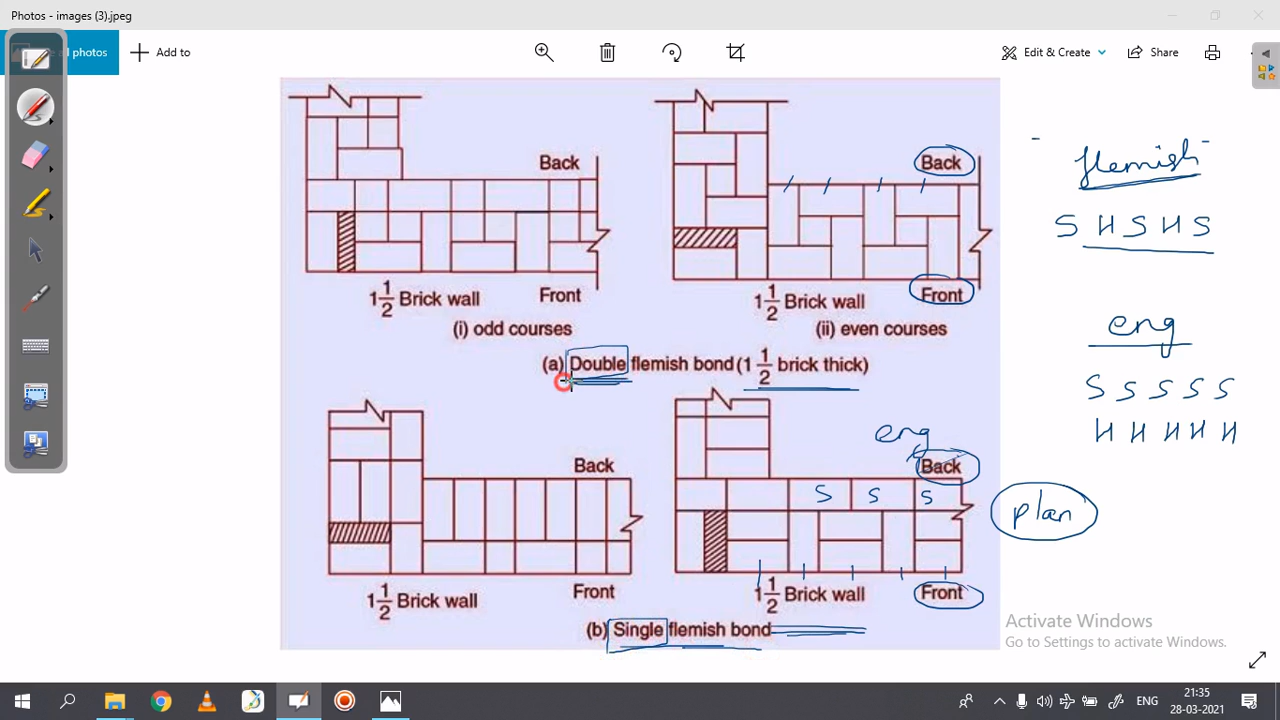 Photos - images (3).jpeg
all photos
Add to
Edit & Create
Share
Back
Back
1 1/2 Brick wall
Front
1 1/2 Brick wall
Front
(i) odd courses
(ii) even courses
(a) Double flemish bond (1 1/2 brick thick)
eng
Back
Back
S S S
1 1/2 Brick wall
Front
1 1/2 Brick wall
Front
(b) Single flemish bond
flemish
S H S H S
eng
S S S S S
H H H H H
plan
Activate Windows
Go to Settings to activate Windows.
ENG
21:35
28-03-2021